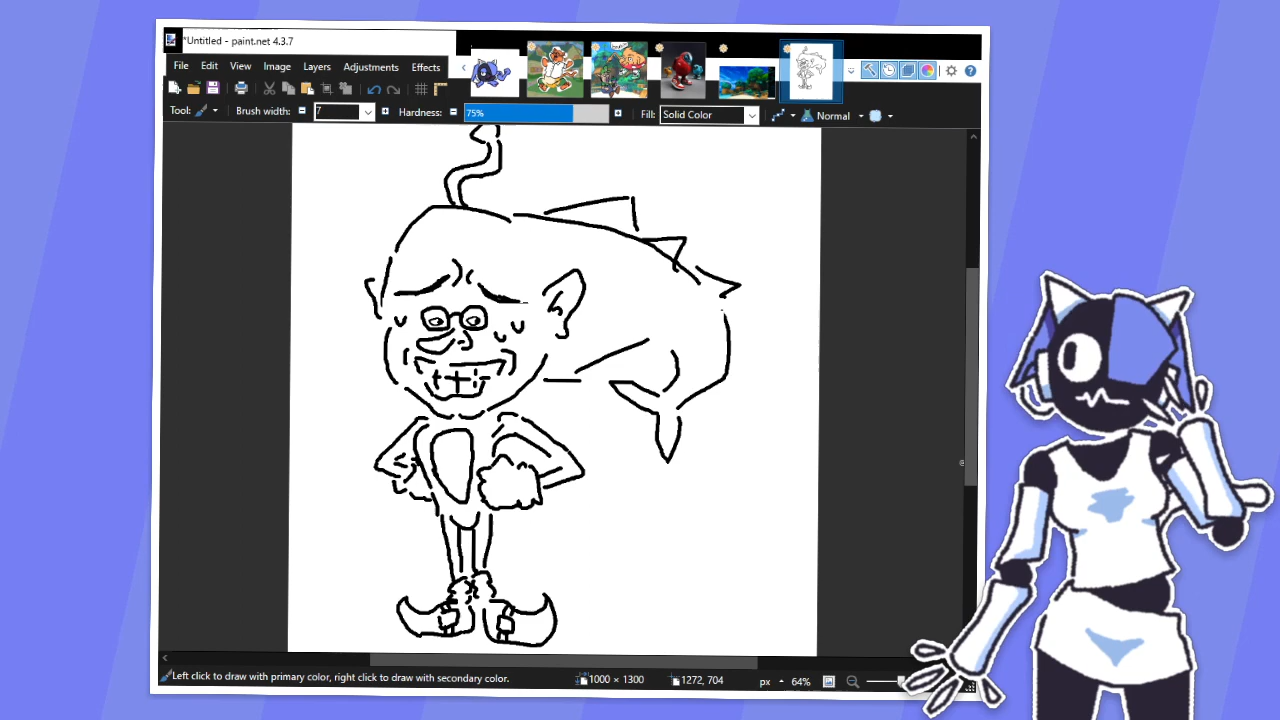 *Untitled - paint.net 4.3.7
File Edit View Image Layers Adjustments Effects
Tool: Brush width: 7 Hardness: 75% Fill: Solid Color Normal
Left click to draw with primary color, right click to draw with secondary color. 1000 × 1300 1272, 704 px 64%